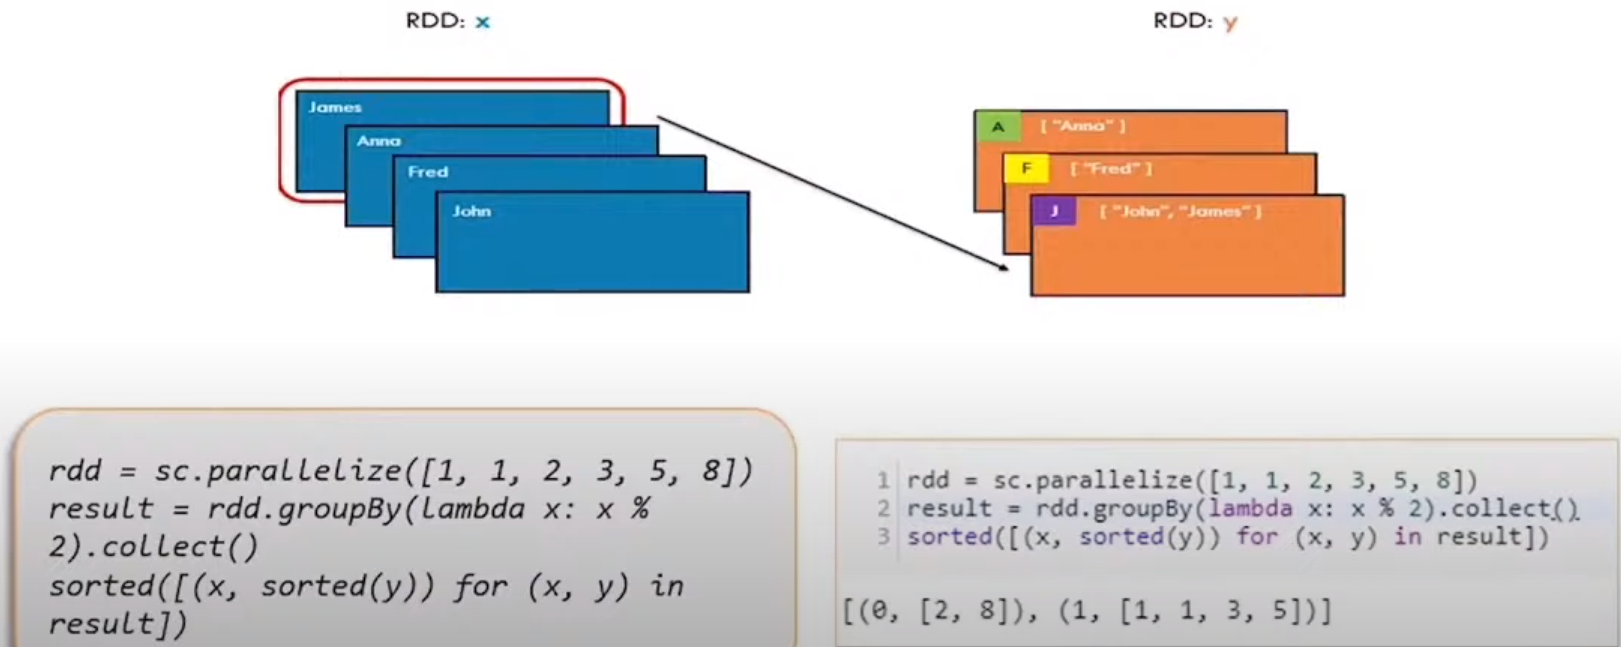 RDD: x
RDD: y
James
Anna
Fred
John
A [ "Anna" ]
F [ "Fred" ]
J [ "John", "James" ]
rdd = sc.parallelize([1, 1, 2, 3, 5, 8])
result = rdd.groupBy(lambda x: x %
2).collect()
sorted([(x, sorted(y)) for (x, y) in
result])
1 rdd = sc.parallelize([1, 1, 2, 3, 5, 8])
2 result = rdd.groupBy(lambda x: x % 2).collect()
3 sorted([(x, sorted(y)) for (x, y) in result])
[(0, [2, 8]), (1, [1, 1, 3, 5])]